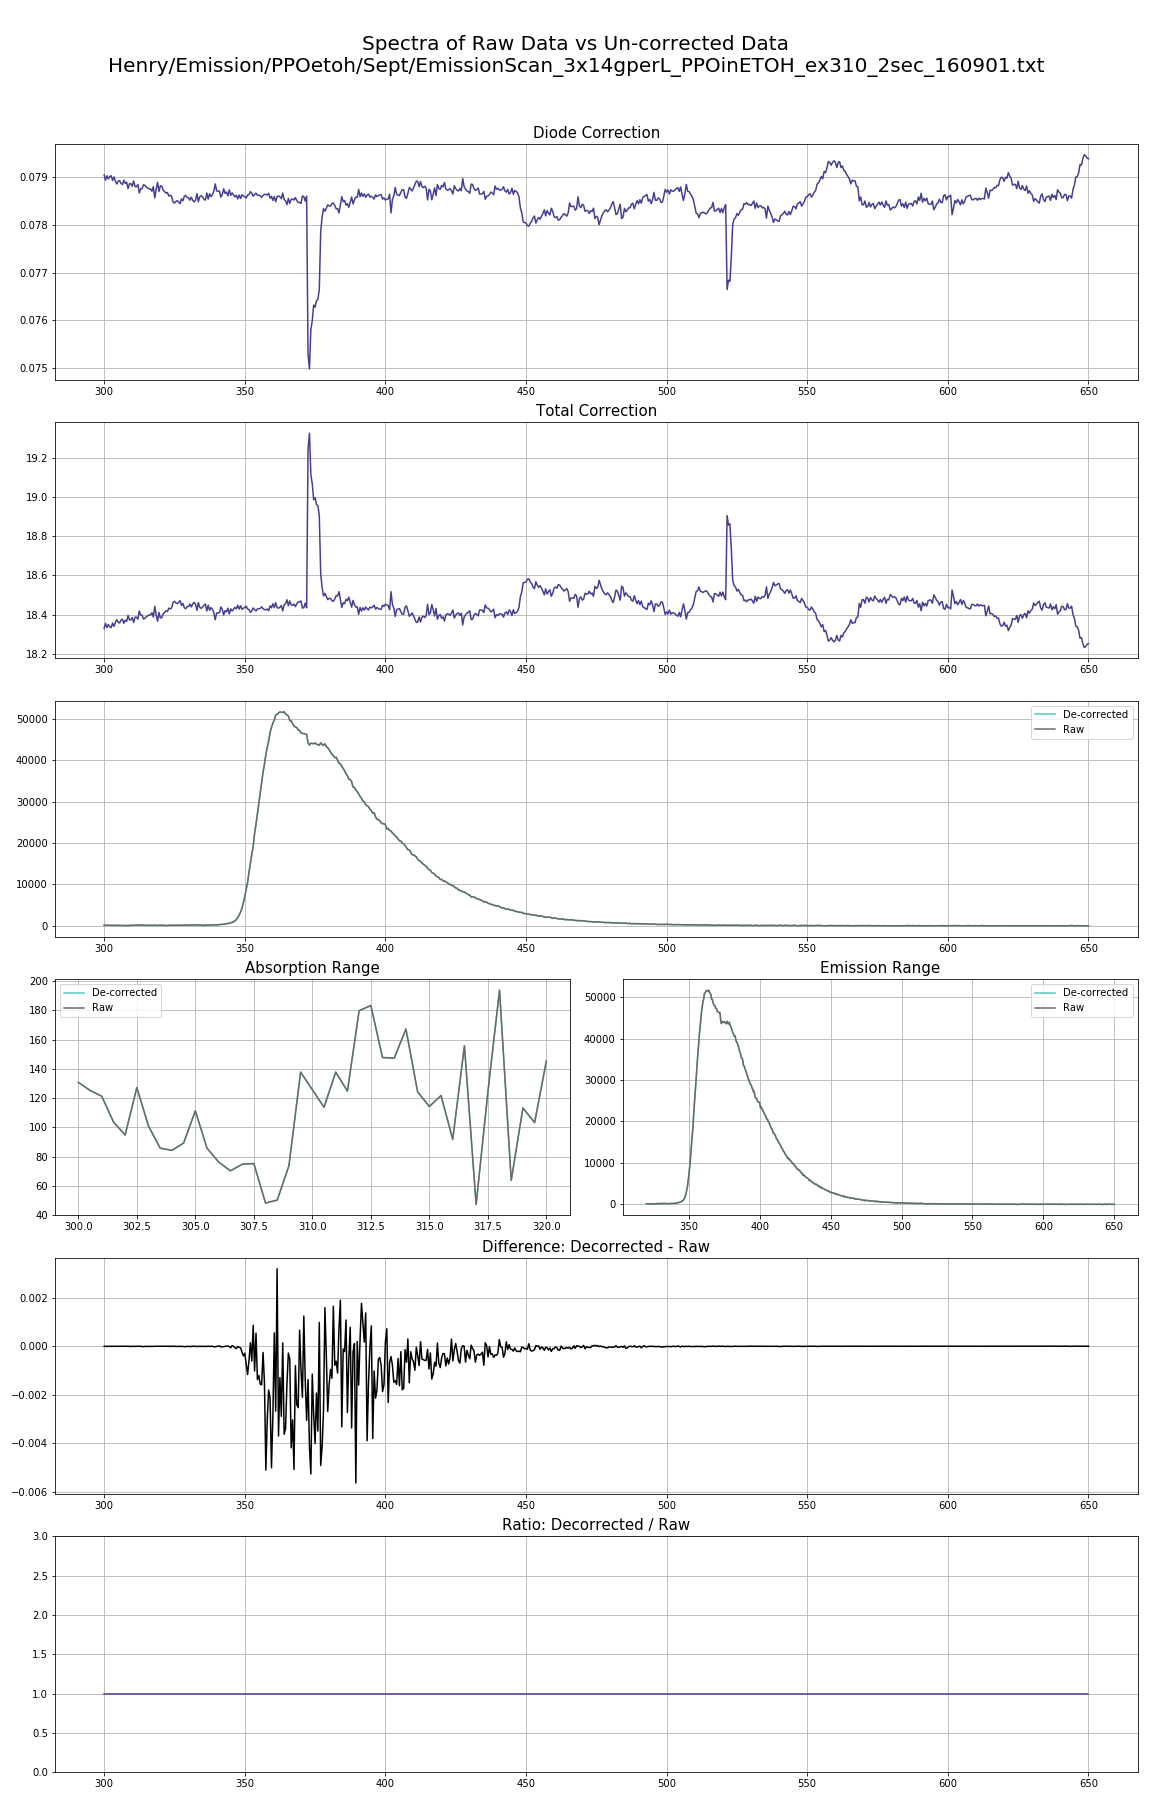 Spectra of Raw Data vs Un-corrected Data
Henry/Emission/PPOetoh/Sept/EmissionScan_3x14gperL_PPOinETOH_ex310_2sec_160901.txt
Diode Correction
0.079
0.078
0.077
0.076
0.075
300 350 400 450 500 550 600 650
Total Correction
19.2
19.0
18.8
18.6
18.4
18.2
300 350 400 450 500 550 600 650
De-corrected
Raw
50000
40000
30000
20000
10000
0
300 350 400 450 500 550 600 650
Absorption Range
De-corrected
Raw
200
180
160
140
120
100
80
60
40
300.0 302.5 305.0 307.5 310.0 312.5 315.0 317.5 320.0
Emission Range
De-corrected
Raw
50000
40000
30000
20000
10000
0
350 400 450 500 550 600 650
Difference: Decorrected - Raw
0.002
0.000
−0.002
−0.004
−0.006
300 350 400 450 500 550 600 650
Ratio: Decorrected / Raw
3.0
2.5
2.0
1.5
1.0
0.5
0.0
300 350 400 450 500 550 600 650